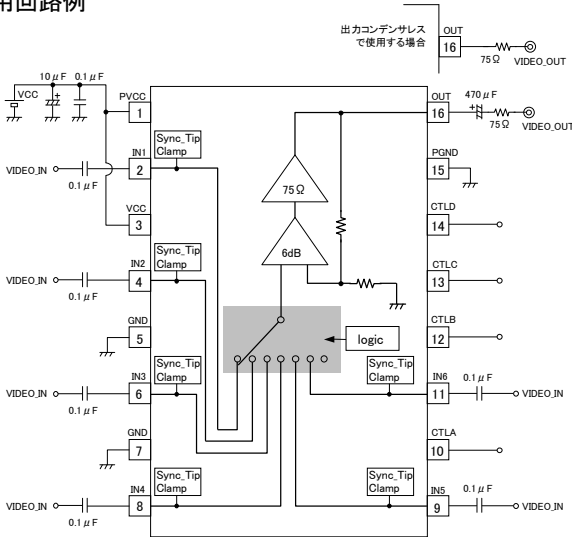 用回路例
出力コンデンサレス
で使用する場合
OUT
16
75Ω
VIDEO_OUT
10μF 0.1μF
VCC
PVCC
1
OUT
16
470μF
+
75Ω
VIDEO_OUT
Sync_Tip
Clamp
IN1
2
VIDEO_IN
0.1μF
PGND
15
75Ω
VCC
3
CTLD
14
Sync_Tip
Clamp
6dB
IN2
4
VIDEO_IN
0.1μF
CTLC
13
GND
5
logic
CTLB
12
Sync_Tip
Clamp
Sync_Tip
Clamp
IN3
6
VIDEO_IN
0.1μF
IN6
11
0.1μF
VIDEO_IN
GND
7
CTLA
10
Sync_Tip
Clamp
Sync_Tip
Clamp
IN4
8
VIDEO_IN
0.1μF
IN5
9
0.1μF
VIDEO_IN